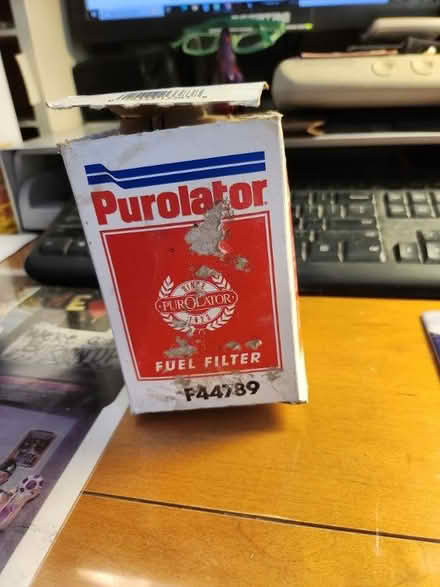 Purolator
SINCE
PUROLATOR
1923
FUEL FILTER
F44789